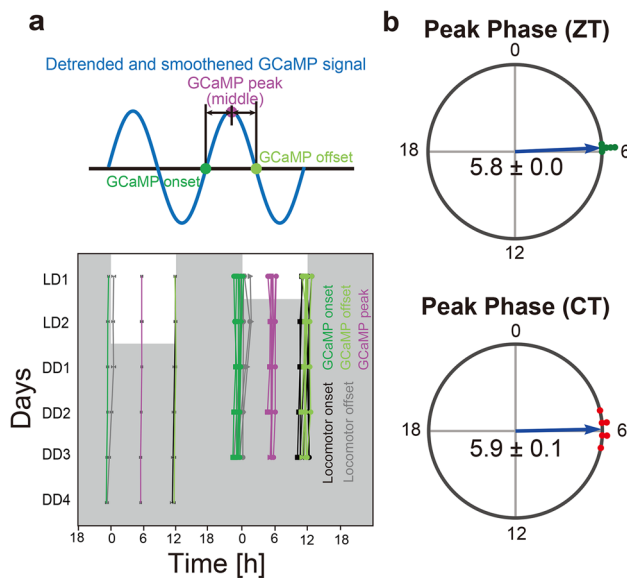 a
Detrended and smoothened GCaMP signal
GCaMP peak
(middle)
GCaMP offset
GCaMP onset
LD1
LD2
DD1
DD2
DD3
DD4
Days
Locomotor onset
Locomotor offset
GCaMP onset
GCaMP offset
GCaMP peak
18 0 6 12 18 0 6 12 18
Time [h]
b
Peak Phase (ZT)
0
18
6
5.8 ± 0.0
12
Peak Phase (CT)
0
18
6
5.9 ± 0.1
12